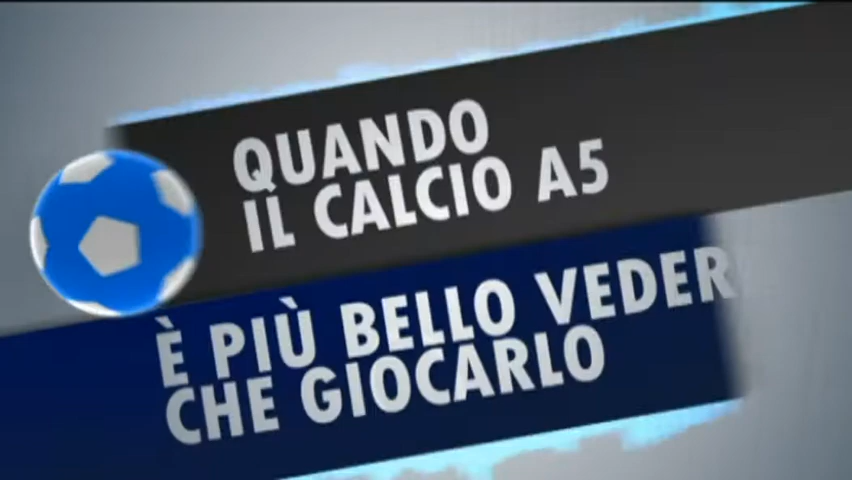 QUANDO
IL CALCIO A5
È PIÙ BELLO VEDER
CHE GIOCARLO